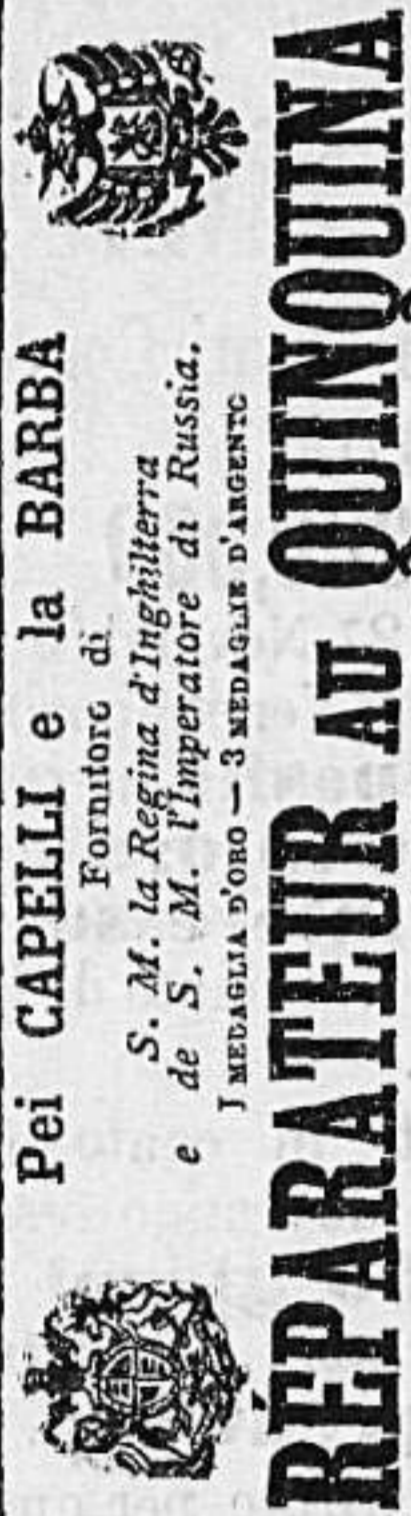 Pei CAPELLI e la BARBA
Fornitore di
S. M. la Regina d'Inghilterra
e de S. M. l'Imperatore di Russia.
1 MEDAGLIA D'ORO — 3 MEDAGLIE D'ARGENTO
RÉPARATEUR AU QUINQUINA